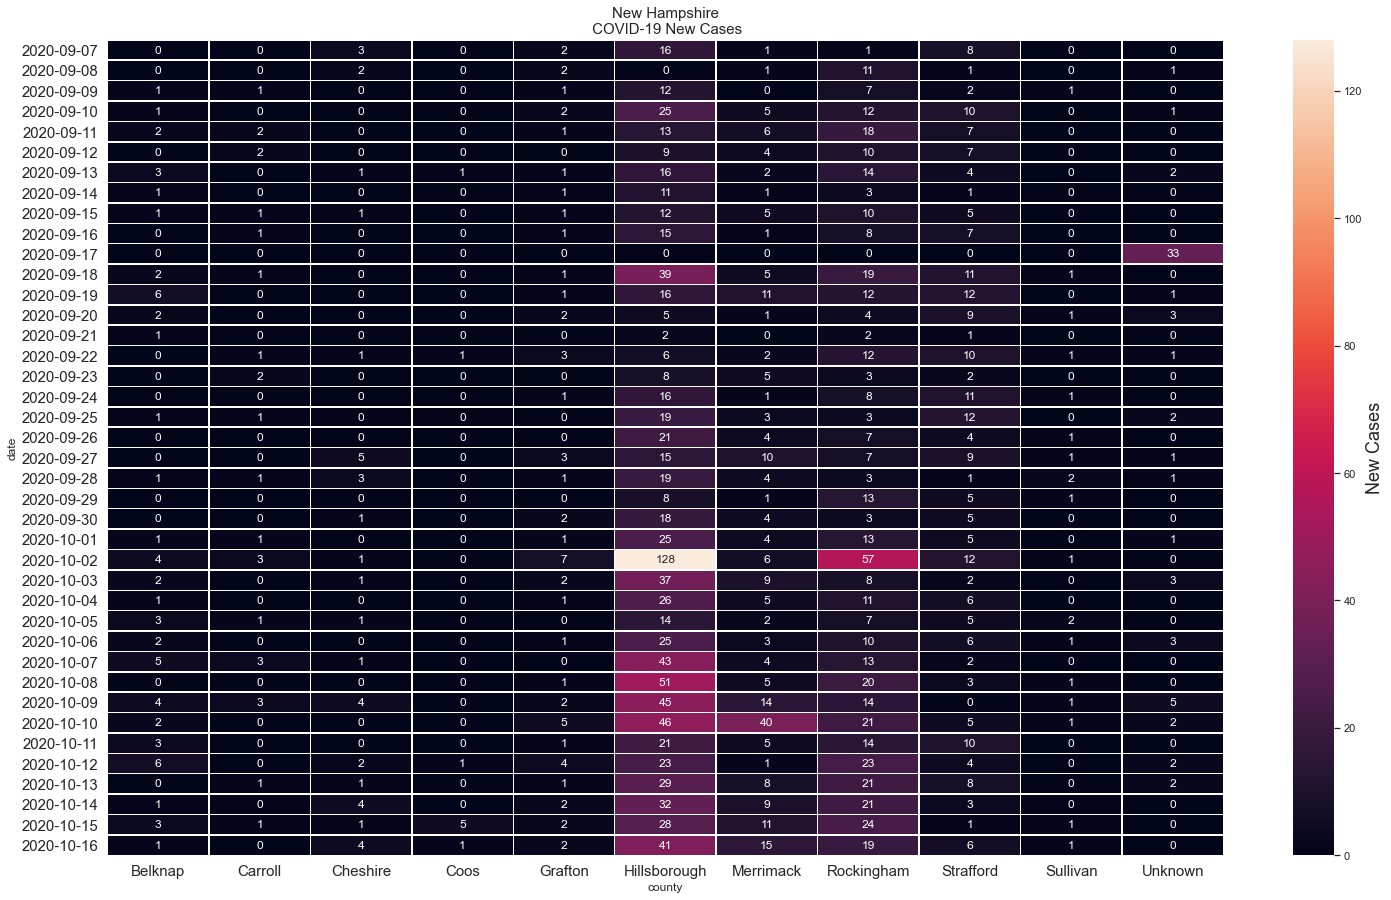 New Hampshire
COVID-19 New Cases
2020-09-07 0 0 3 0 2 16 1 1 8 0 0
2020-09-08 0 0 2 0 2 0 1 11 1 0 1
2020-09-09 1 1 0 0 1 12 0 7 2 1 0
2020-09-10 1 0 0 0 2 25 5 12 10 0 1
2020-09-11 2 2 0 0 1 13 6 18 7 0 0
2020-09-12 0 2 0 0 0 9 4 10 7 0 0
2020-09-13 3 0 1 1 1 16 2 14 4 0 2
2020-09-14 1 0 0 0 1 11 1 3 1 0 0
2020-09-15 1 1 1 0 1 12 5 10 5 0 0
2020-09-16 0 1 0 0 1 15 1 8 7 0 0
2020-09-17 0 0 0 0 0 0 0 0 0 0 33
2020-09-18 2 1 0 0 1 39 5 19 11 1 0
2020-09-19 6 0 0 0 1 16 11 12 12 0 1
2020-09-20 2 0 0 0 2 5 1 4 9 1 3
2020-09-21 1 0 0 0 0 2 0 2 1 0 0
2020-09-22 0 1 1 1 3 6 2 12 10 1 1
2020-09-23 0 2 0 0 0 8 5 3 2 0 0
2020-09-24 0 0 0 0 1 16 1 8 11 1 0
2020-09-25 1 1 0 0 0 19 3 3 12 0 2
2020-09-26 0 0 0 0 0 21 4 7 4 1 0
2020-09-27 0 0 5 0 3 15 10 7 9 1 1
2020-09-28 1 1 3 0 1 19 4 3 1 2 1
2020-09-29 0 0 0 0 0 8 1 13 5 1 0
2020-09-30 0 0 1 0 2 18 4 3 5 0 0
2020-10-01 1 1 0 0 1 25 4 13 5 0 1
2020-10-02 4 3 1 0 7 128 6 57 12 1 0
2020-10-03 2 0 1 0 2 37 9 8 2 0 3
2020-10-04 1 0 0 0 1 26 5 11 6 0 0
2020-10-05 3 1 1 0 0 14 2 7 5 2 0
2020-10-06 2 0 0 0 1 25 3 10 6 1 3
2020-10-07 5 3 1 0 0 43 4 13 2 0 0
2020-10-08 0 0 0 0 1 51 5 20 3 1 0
2020-10-09 4 3 4 0 2 45 14 14 0 1 5
2020-10-10 2 0 0 0 5 46 40 21 5 1 2
2020-10-11 3 0 0 0 1 21 5 14 10 0 0
2020-10-12 6 0 2 1 4 23 1 23 4 0 2
2020-10-13 0 1 1 0 1 29 8 21 8 0 2
2020-10-14 1 0 4 0 2 32 9 21 3 0 0
2020-10-15 3 1 1 5 2 28 11 24 1 1 0
2020-10-16 1 0 4 1 2 41 15 19 6 1 0
Belknap Carroll Cheshire Coos Grafton Hillsborough Merrimack Rockingham Strafford Sullivan Unknown
county
date
120
100
80
60
40
20
0
New Cases